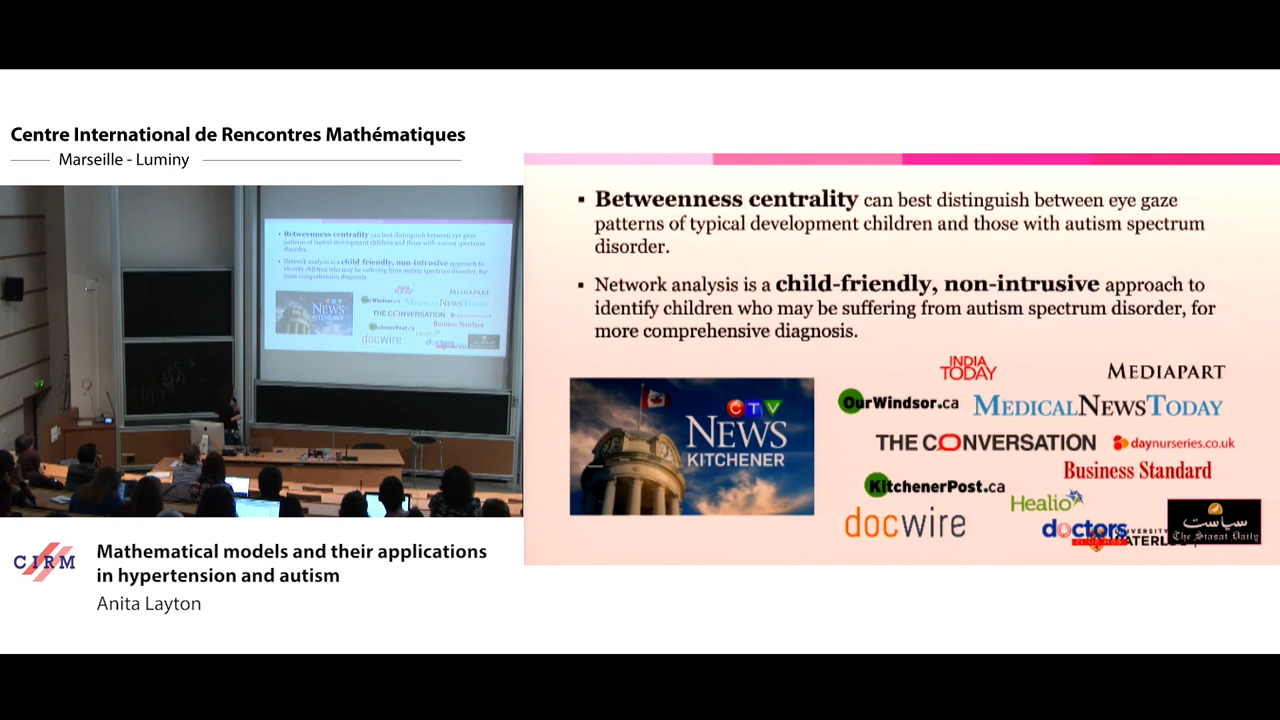 Centre International de Rencontres Mathématiques
Marseille - Luminy
Betweenness centrality can best distinguish between eye gaze
patterns of typical development children and those with autism spectrum
disorder.
Network analysis is a child-friendly, non-intrusive approach to
identify children who may be suffering from autism spectrum disorder, for
more comprehensive diagnosis.
CTV
NEWS
KITCHENER
INDIA
TODAY
MEDIAPART
OurWindsor.ca
MEDICALNEWSTODAY
THE CONVERSATION
daynurseries.co.uk
Business Standard
KitchenerPost.ca
Healio
docwire
doctors
سياست
The Siasat Daily
CIRM
Mathematical models and their applications
in hypertension and autism
Anita Layton